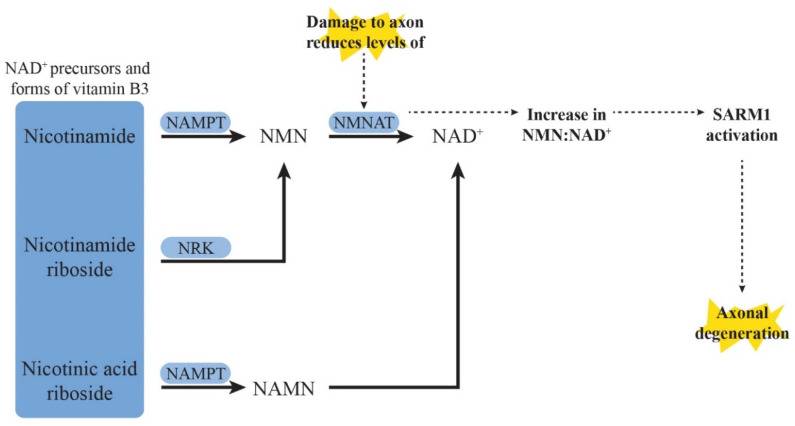 Damage to axon
reduces levels of
NAD⁺ precursors and
forms of vitamin B3
Nicotinamide
NAMPT
NMN
NMNAT
NAD⁺
Increase in
NMN:NAD⁺
SARM1
activation
Nicotinamide
riboside
NRK
Axonal
degeneration
Nicotinic acid
riboside
NAMPT
NAMN